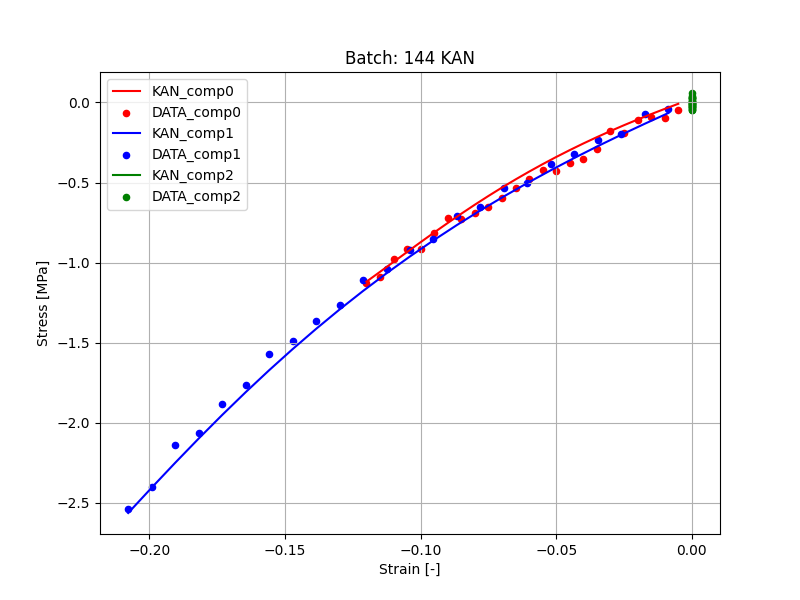 Batch: 144 KAN
KAN_comp0
DATA_comp0
KAN_comp1
DATA_comp1
KAN_comp2
DATA_comp2
0.0
−0.5
−1.0
−1.5
−2.0
−2.5
Stress [MPa]
−0.20
−0.15
−0.10
−0.05
0.00
Strain [-]